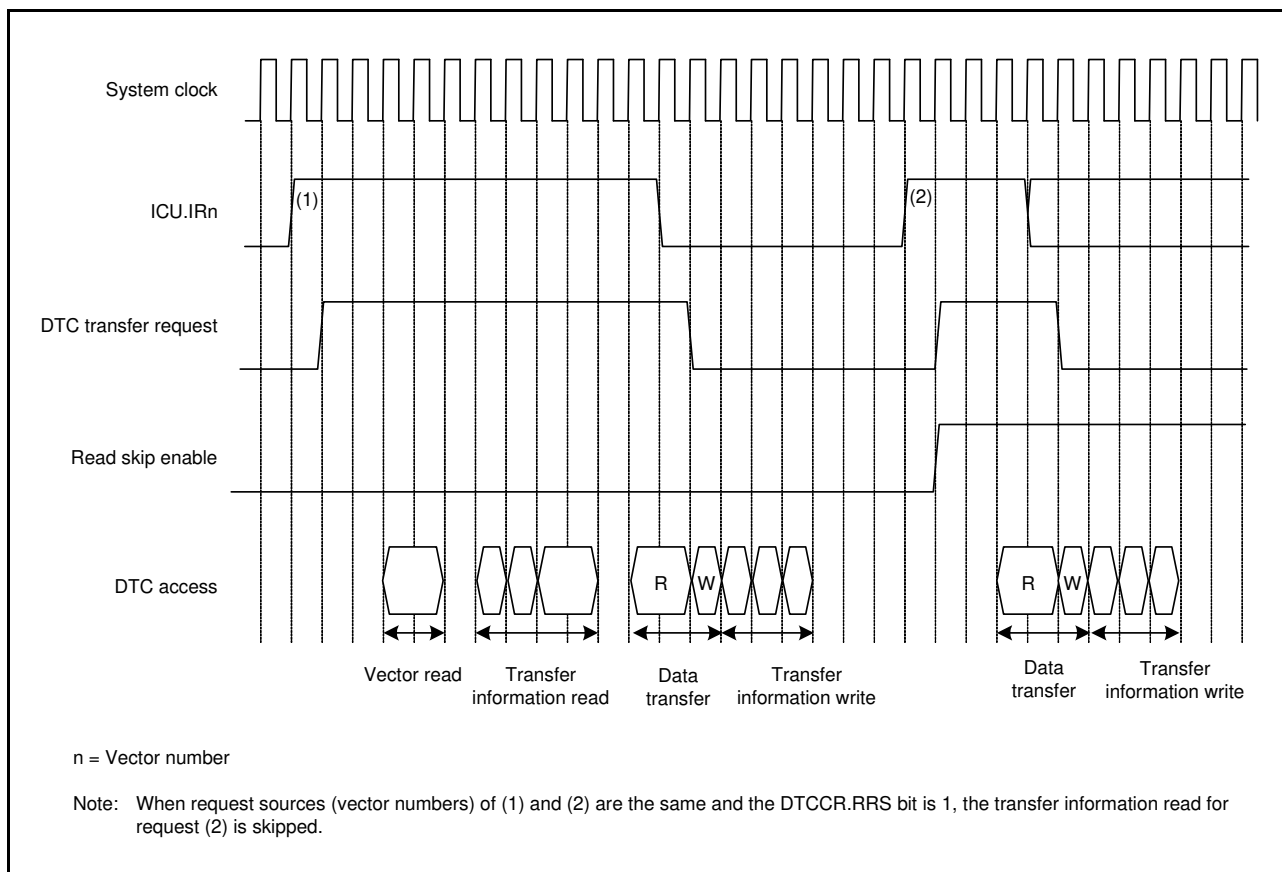 System clock
ICU.IRn
(1)
(2)
DTC transfer request
Read skip enable
DTC access
R
W
R
W
Vector read
Transfer
information read
Data
transfer
Transfer
information write
Data
transfer
Transfer
information write
n = Vector number
Note: When request sources (vector numbers) of (1) and (2) are the same and the DTCCR.RRS bit is 1, the transfer information read for
request (2) is skipped.